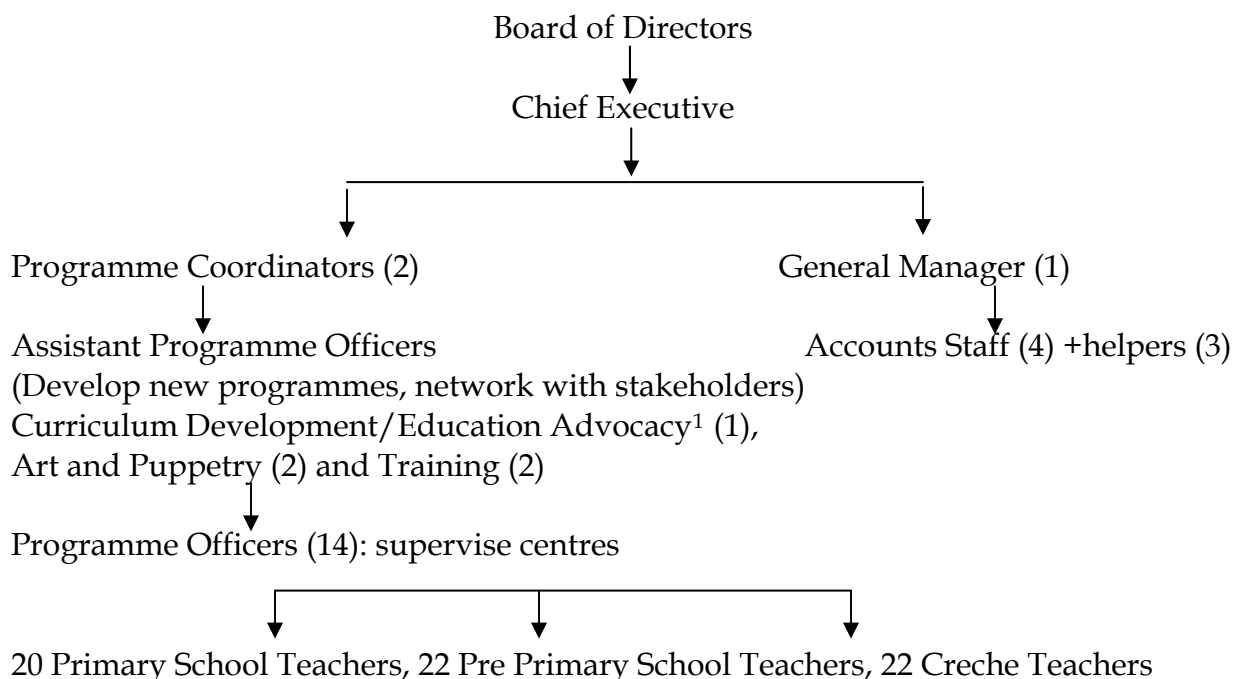 Board of Directors
Chief Executive
Programme Coordinators (2)
General Manager (1)
Assistant Programme Officers
Accounts Staff (4) +helpers (3)
(Develop new programmes, network with stakeholders)
Curriculum Development/Education Advocacy¹ (1),
Art and Puppetry (2) and Training (2)
Programme Officers (14): supervise centres
20 Primary School Teachers, 22 Pre Primary School Teachers, 22 Creche Teachers